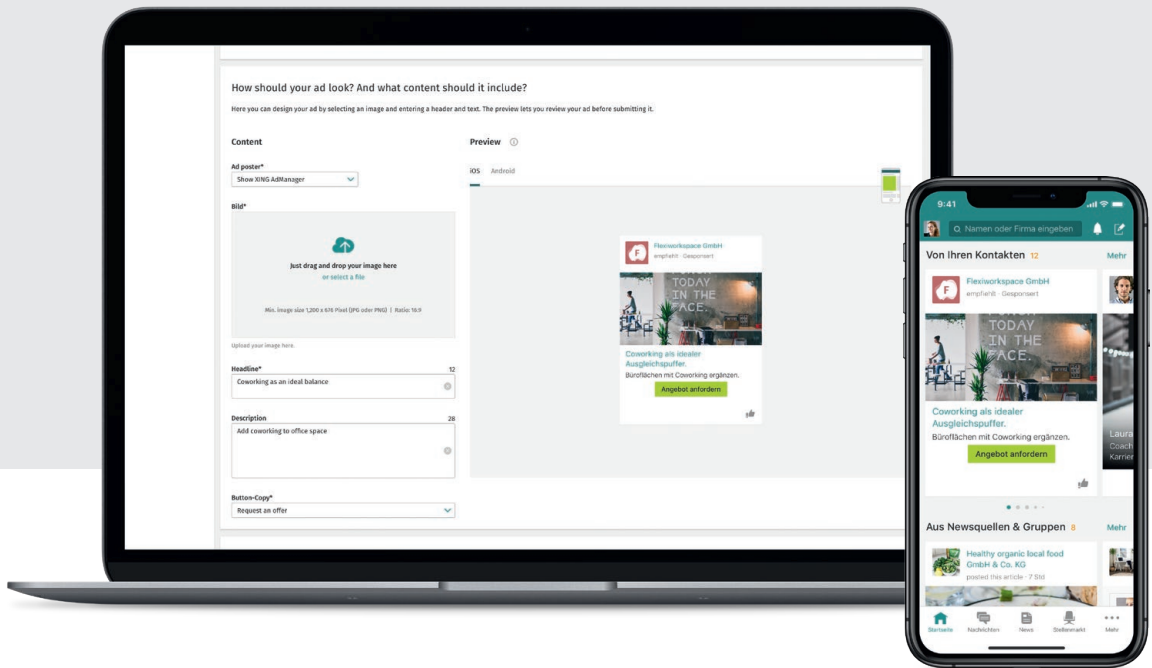 How should your ad look? And what content should it include?
Here you can design your ad by selecting an image and entering a header and text. The preview lets you review your ad before submitting it.
Content
Preview
Ad poster*
Show XING AdManager
iOS Android
Bild*
Just drag and drop your image here
or select a file
Min. image size 1,200 x 676 Pixel (JPG oder PNG) | Ratio: 16:9
Upload your image here.
Headline* 12
Coworking as an ideal balance
Description 28
Add coworking to office space
Button-Copy*
Request an offer
F
Flexiworkspace GmbH
empfiehlt · Gesponsert
TODAY
IN THE
FACE.
Coworking als idealer
Ausgleichspuffer.
Büroflächen mit Coworking ergänzen.
Angebot anfordern
9:41
Namen oder Firma eingeben
Von Ihren Kontakten 12 Mehr
F
Flexiworkspace GmbH
empfiehlt · Gesponsert
TODAY
IN THE
FACE.
Coworking als idealer
Ausgleichspuffer.
Büroflächen mit Coworking ergänzen.
Angebot anfordern
Laura
Coach
Karrier
Aus Newsquellen & Gruppen 8 Mehr
Healthy organic local food
GmbH & Co. KG
posted this article · 7 Std
Startseite Nachrichten News Stellenmarkt Mehr